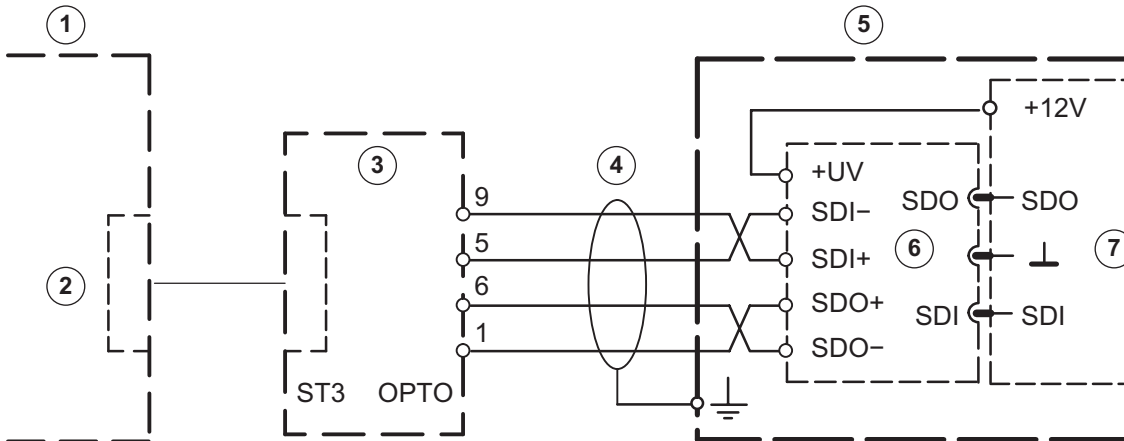 1
5
+12V
3
4
+UV
9
SDI−
SDO
SDO
5
SDI+
6
7
2
6
SDO+
SDI
SDI
1
SDO−
ST3
OPTO